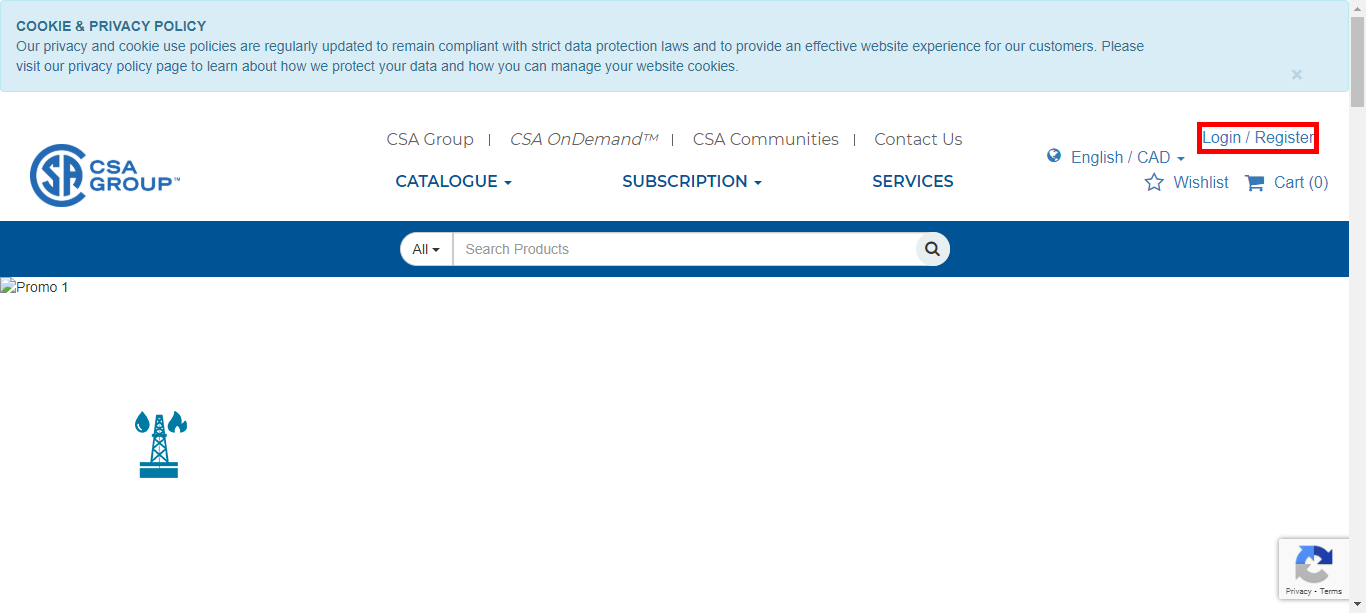 COOKIE & PRIVACY POLICY
Our privacy and cookie use policies are regularly updated to remain compliant with strict data protection laws and to provide an effective website experience for our customers. Please
visit our privacy policy page to learn about how we protect your data and how you can manage your website cookies.
×
CSA Group | CSA OnDemand™ | CSA Communities | Contact Us
Login / Register
English / CAD
CSA
GROUP™
CATALOGUE SUBSCRIPTION SERVICES
Wishlist Cart (0)
All Search Products
Promo 1
Privacy - Terms